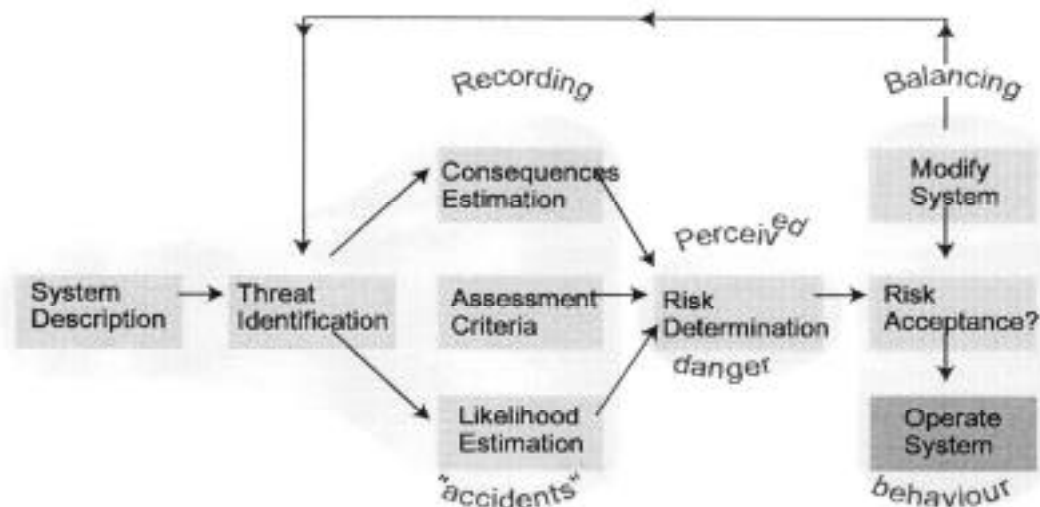 Recording
Balancing
Consequences
Estimation
Modify
System
Perceived
System
Description
Threat
Identification
Assessment
Criteria
Risk
Determination
Risk
Acceptance?
danger
Likelihood
Estimation
Operate
System
"accidents"
behaviour